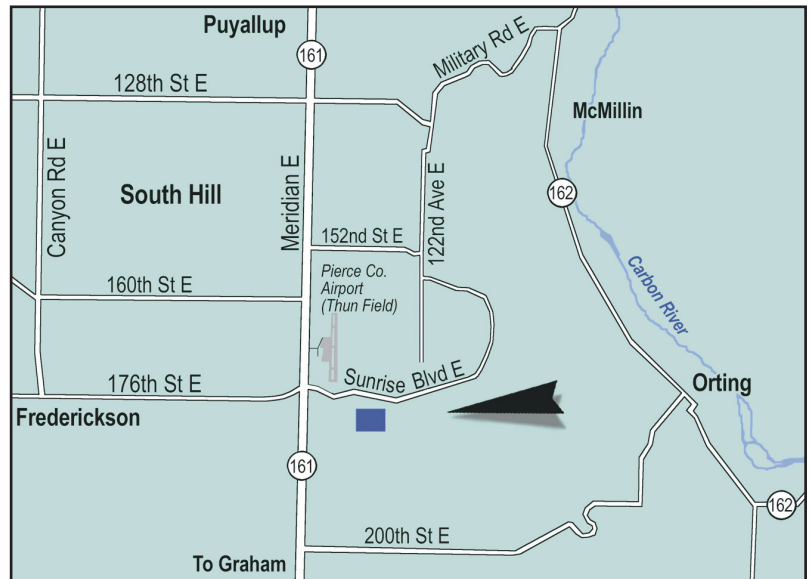 Puyallup
161
Military Rd E
128th St E
McMillin
Canyon Rd E
South Hill
Meridian E
122nd Ave E
162
152nd St E
Pierce Co.
Airport
(Thun Field)
Carbon River
160th St E
176th St E
Sunrise Blvd E
Orting
Frederickson
161
162
200th St E
To Graham